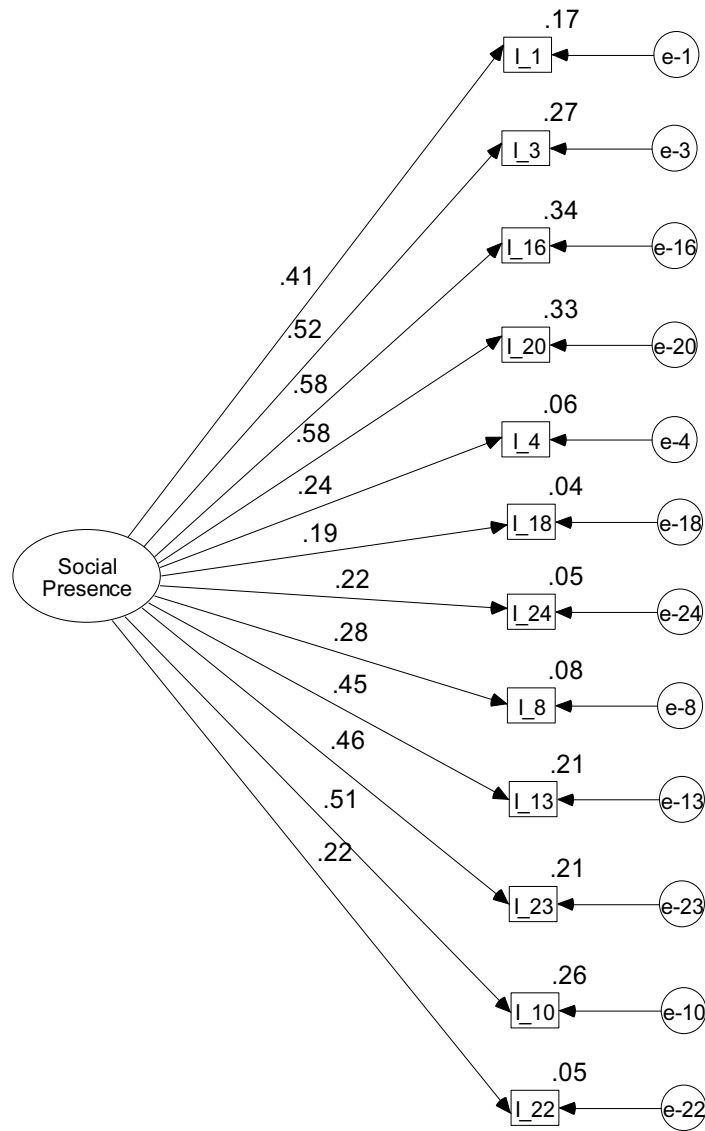 .17
I_1
e-1
.27
I_3
e-3
.34
I_16
e-16
.41
.33
I_20
e-20
.52
.58
.06
I_4
e-4
.58
.24
.04
I_18
e-18
.19
Social
Presence
.22
.05
I_24
e-24
.28
.08
I_8
e-8
.45
.46
.21
I_13
e-13
.51
.22
.21
I_23
e-23
.26
I_10
e-10
.05
I_22
e-22